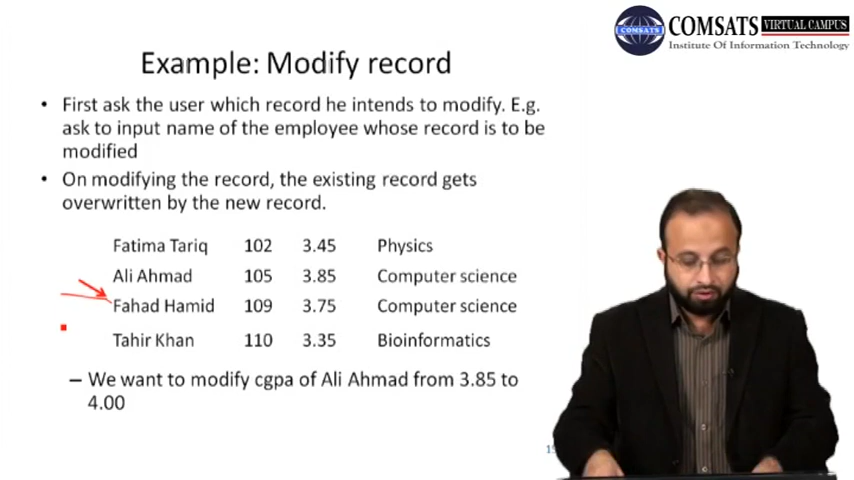 COMSATS VIRTUAL CAMPUS
COMSATS
Institute Of Information Technology
Example: Modify record
• First ask the user which record he intends to modify. E.g.
ask to input name of the employee whose record is to be
modified
• On modifying the record, the existing record gets
overwritten by the new record.
Fatima Tariq 102 3.45 Physics
Ali Ahmad 105 3.85 Computer science
Fahad Hamid 109 3.75 Computer science
Tahir Khan 110 3.35 Bioinformatics
– We want to modify cgpa of Ali Ahmad from 3.85 to
4.00